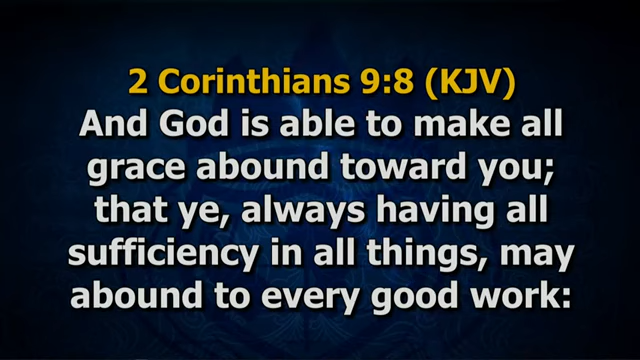 2 Corinthians 9:8 (KJV)
And God is able to make all
grace abound toward you;
that ye, always having all
sufficiency in all things, may
abound to every good work: